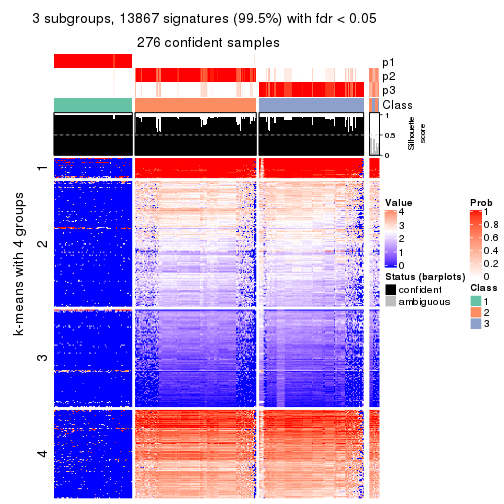 3 subgroups, 13867 signatures (99.5%) with fdr < 0.05
276 confident samples
p1
p2
p3
Class
1
0.5
0
Silhouette
score
k-means with 4 groups
1
2
3
4
Value
4
3
2
1
0
Status (barplots)
confident
ambiguous
Prob
1
0.8
0.6
0.4
0.2
0
Class
1
2
3